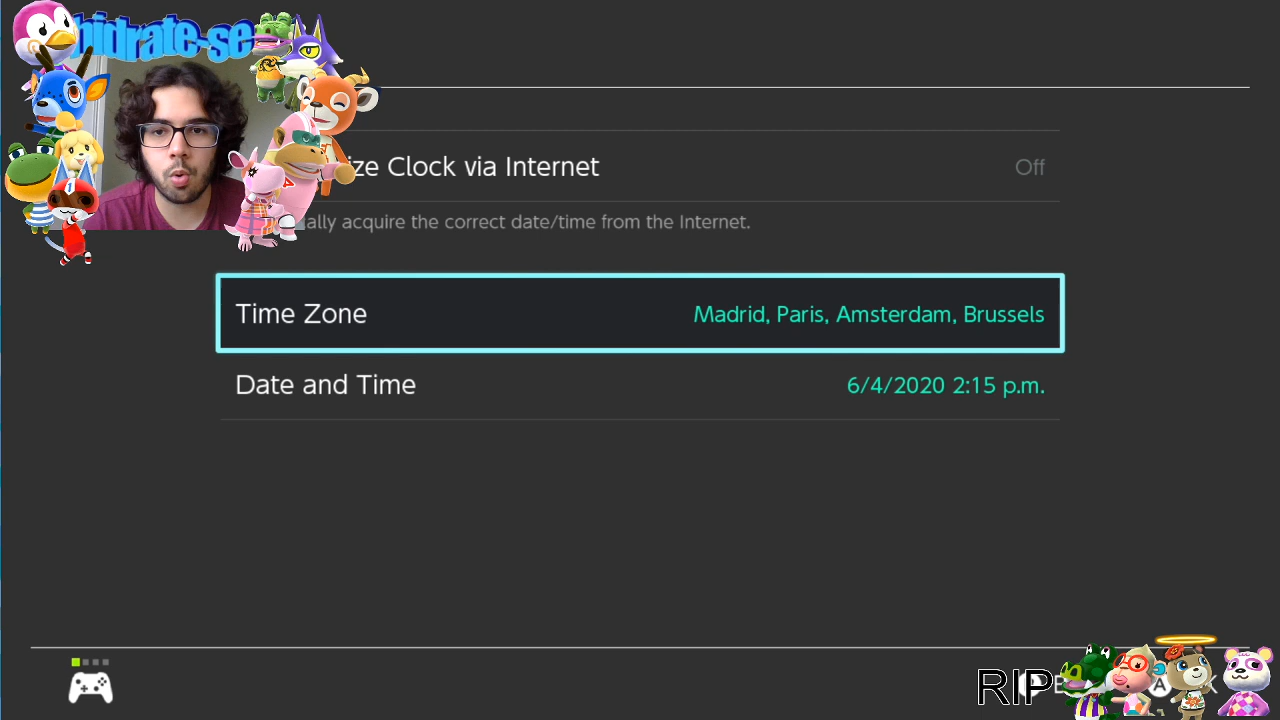 hidrate-se
ize Clock via Internet
Off
ally acquire the correct date/time from the Internet.
Time Zone
Madrid, Paris, Amsterdam, Brussels
Date and Time
6/4/2020 2:15 p.m.
RIP
A